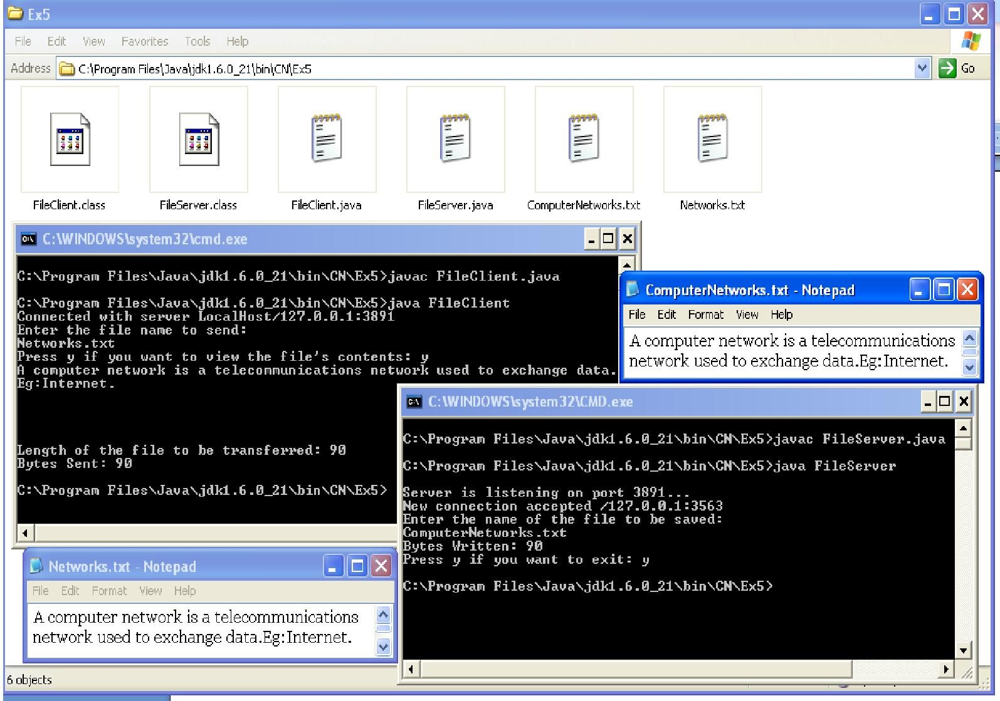 Ex5
File Edit View Favorites Tools Help
Address C:\Program Files\Java\jdk1.6.0_21\bin\CN\Ex5 Go
FileClient.class FileServer.class FileClient.java FileServer.java ComputerNetworks.txt Networks.txt
C:\WINDOWS\system32\cmd.exe
C:\Program Files\Java\jdk1.6.0_21\bin\CN\Ex5>javac FileClient.java
C:\Program Files\Java\jdk1.6.0_21\bin\CN\Ex5>java FileClient
Connected with server LocalHost/127.0.0.1:3891
Enter the file name to send:
Networks.txt
Press y if you want to view the file's contents: y
A computer network is a telecommunications network used to exchange data.
Eg:Internet.
Length of the file to be transferred: 90
Bytes Sent: 90
C:\Program Files\Java\jdk1.6.0_21\bin\CN\Ex5>
ComputerNetworks.txt - Notepad
File Edit Format View Help
A computer network is a telecommunications
network used to exchange data.Eg:Internet.
C:\WINDOWS\system32\CMD.exe
C:\Program Files\Java\jdk1.6.0_21\bin\CN\Ex5>javac FileServer.java
C:\Program Files\Java\jdk1.6.0_21\bin\CN\Ex5>java FileServer
Server is listening on port 3891...
New connection accepted /127.0.0.1:3563
Enter the name of the file to be saved:
ComputerNetworks.txt
Bytes Written: 90
Press y if you want to exit: y
C:\Program Files\Java\jdk1.6.0_21\bin\CN\Ex5>
Networks.txt - Notepad
File Edit Format View Help
A computer network is a telecommunications
network used to exchange data.Eg:Internet.
6 objects